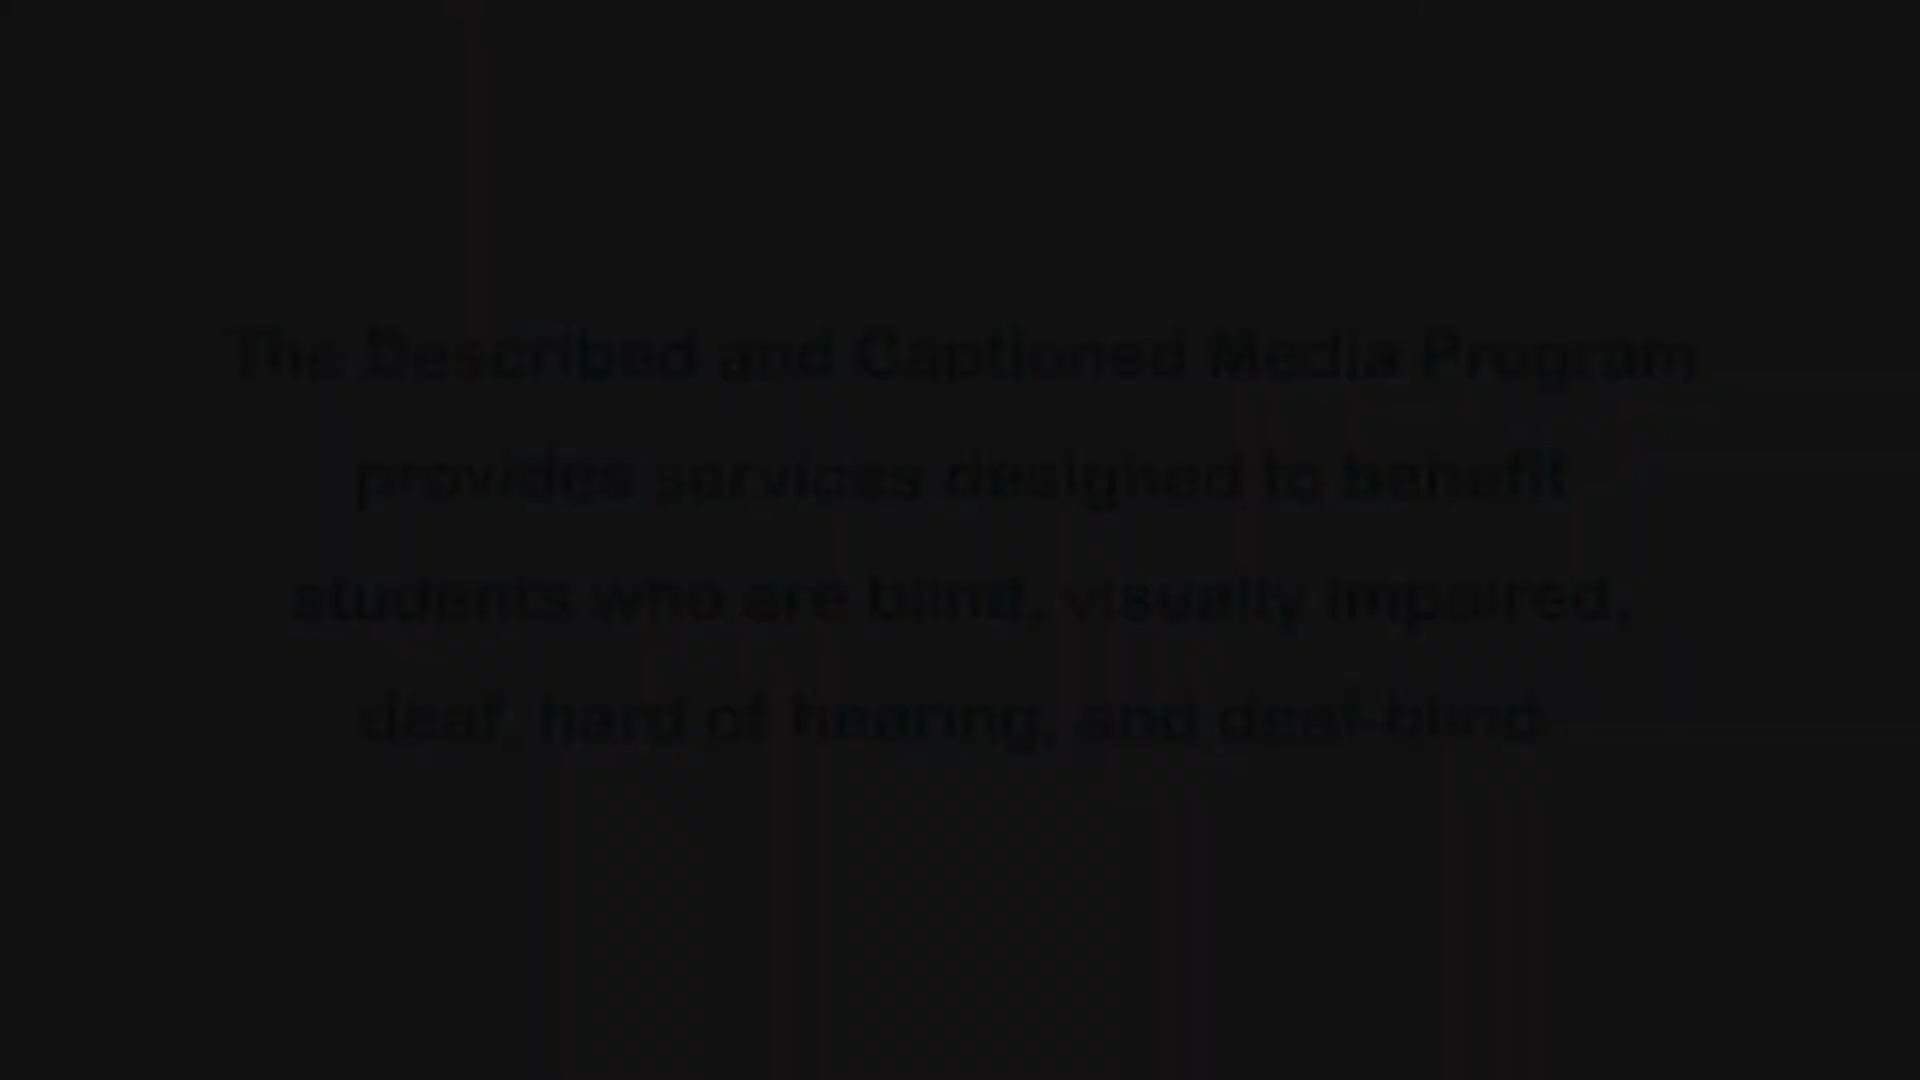 The Described and Captioned Media Program
provides services designed to benefit
students who are blind, visually impaired,
deaf, hard of hearing, and deaf-blind